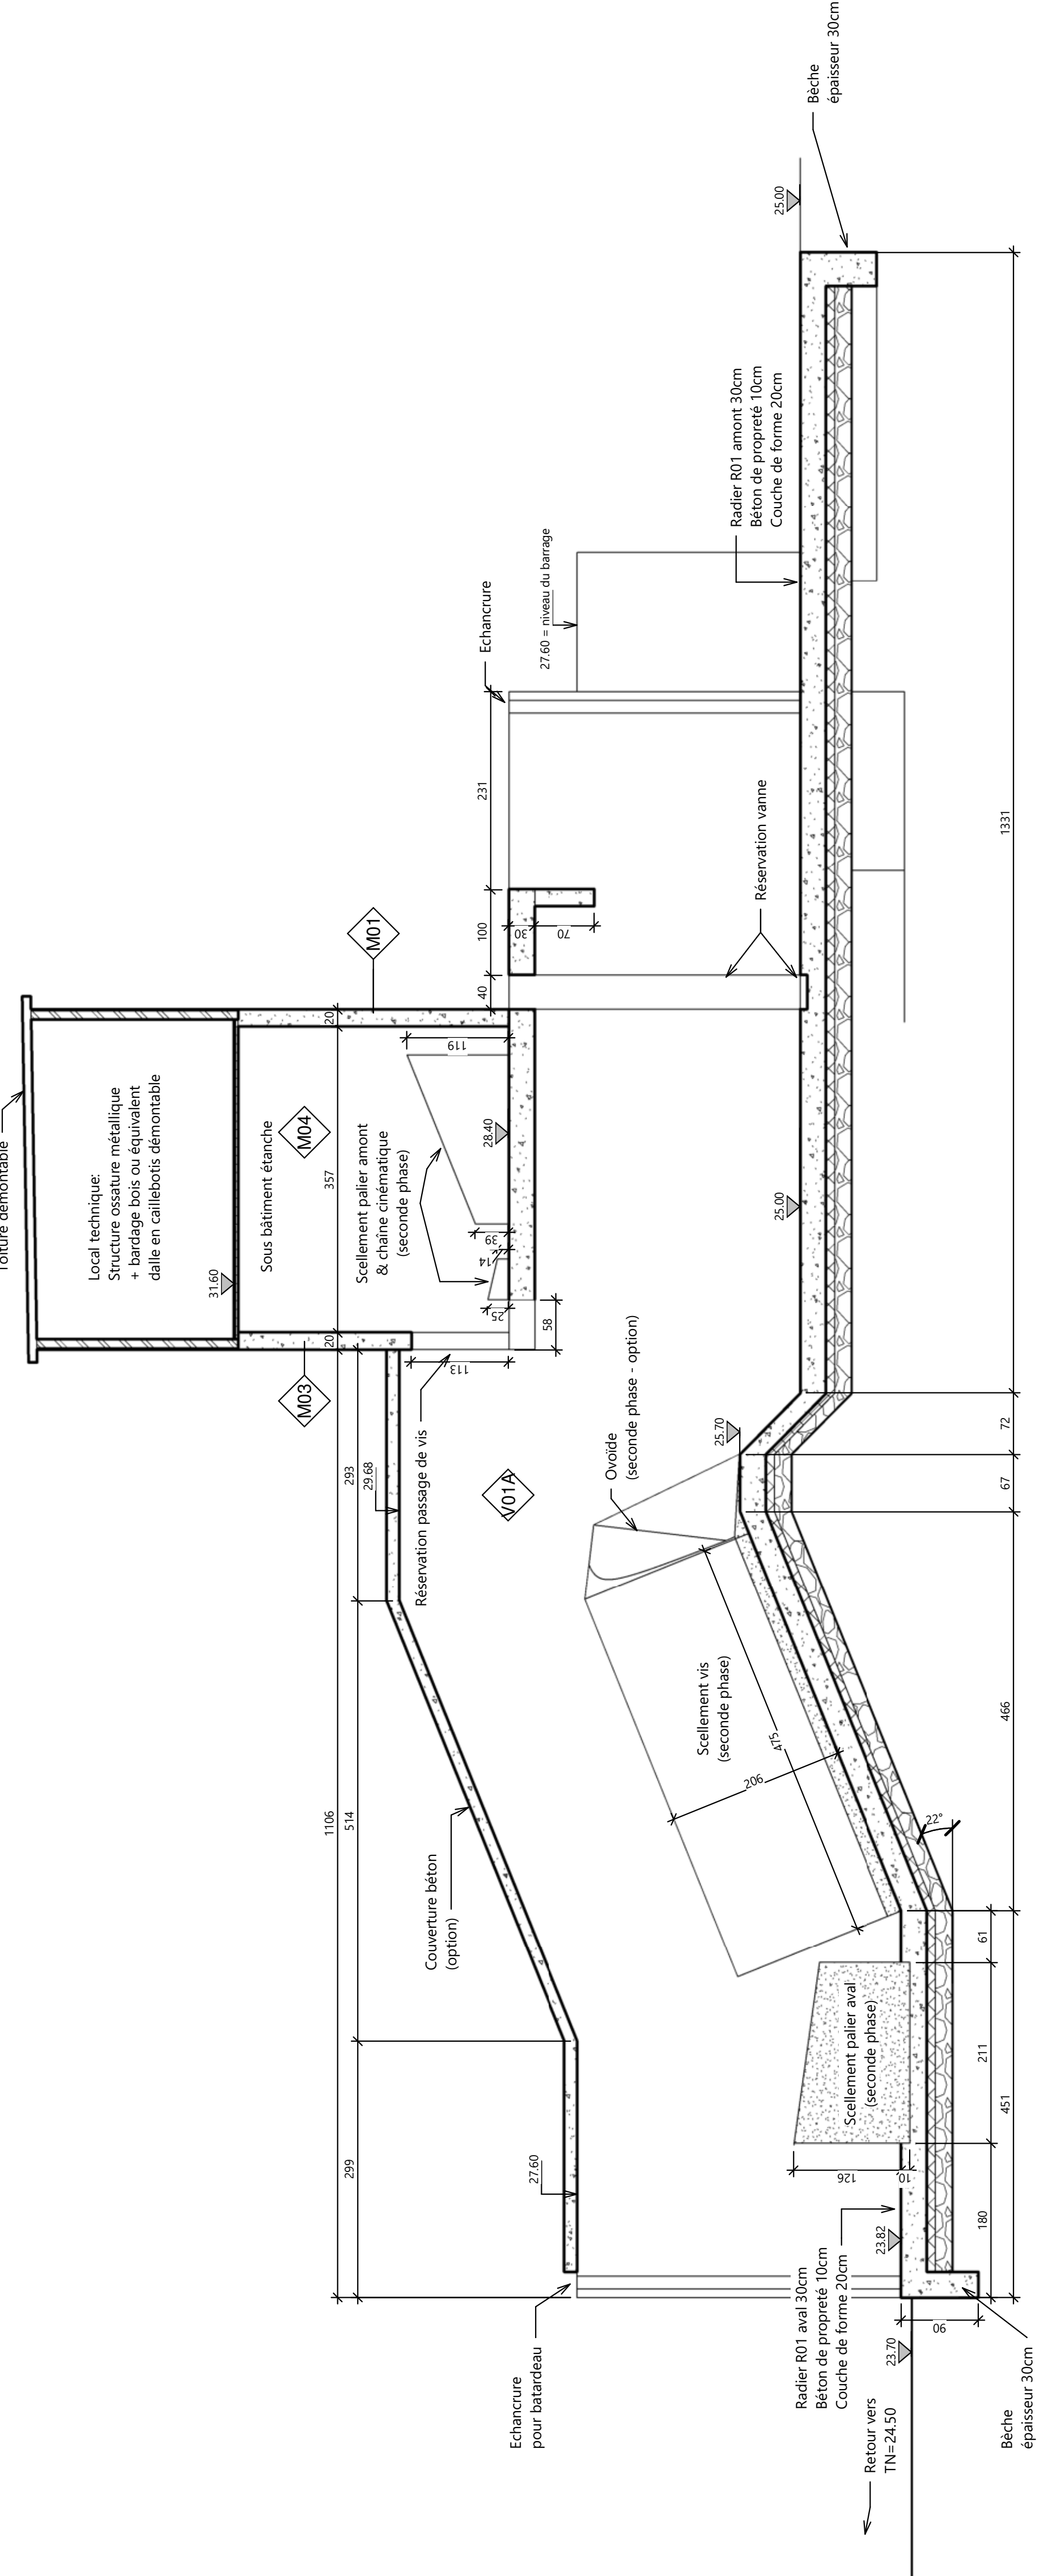 Toiture démontable
Local technique:
Structure ossature métallique
+ bardage bois ou équivalent
dalle en caillebotis démontable
31.60
Sous bâtiment étanche
M04
M03
M01
20
357
20
Scellement palier amont
& chaîne cinématique
(seconde phase)
119
39
14
25
113
58
28.40
1106
299
514
293
29.68
Réservation passage de vis
V01A
40
100
231
30
70
Echancrure
27.60 = niveau du barrage
Réservation vanne
Radier R01 amont 30cm
Béton de propreté 10cm
Couche de forme 20cm
25.00
Bèche
épaisseur 30cm
25.00
25.70
Ovoïde
(seconde phase - option)
Scellement vis
(seconde phase)
475
206
22°
Couverture béton
(option)
27.60
Echancrure
pour batardeau
Scellement palier aval
(seconde phase)
126
10
23.82
Radier R01 aval 30cm
Béton de propreté 10cm
Couche de forme 20cm
90
23.70
Retour vers
TN=24.50
Bèche
épaisseur 30cm
180
211
61
451
466
67
72
1331